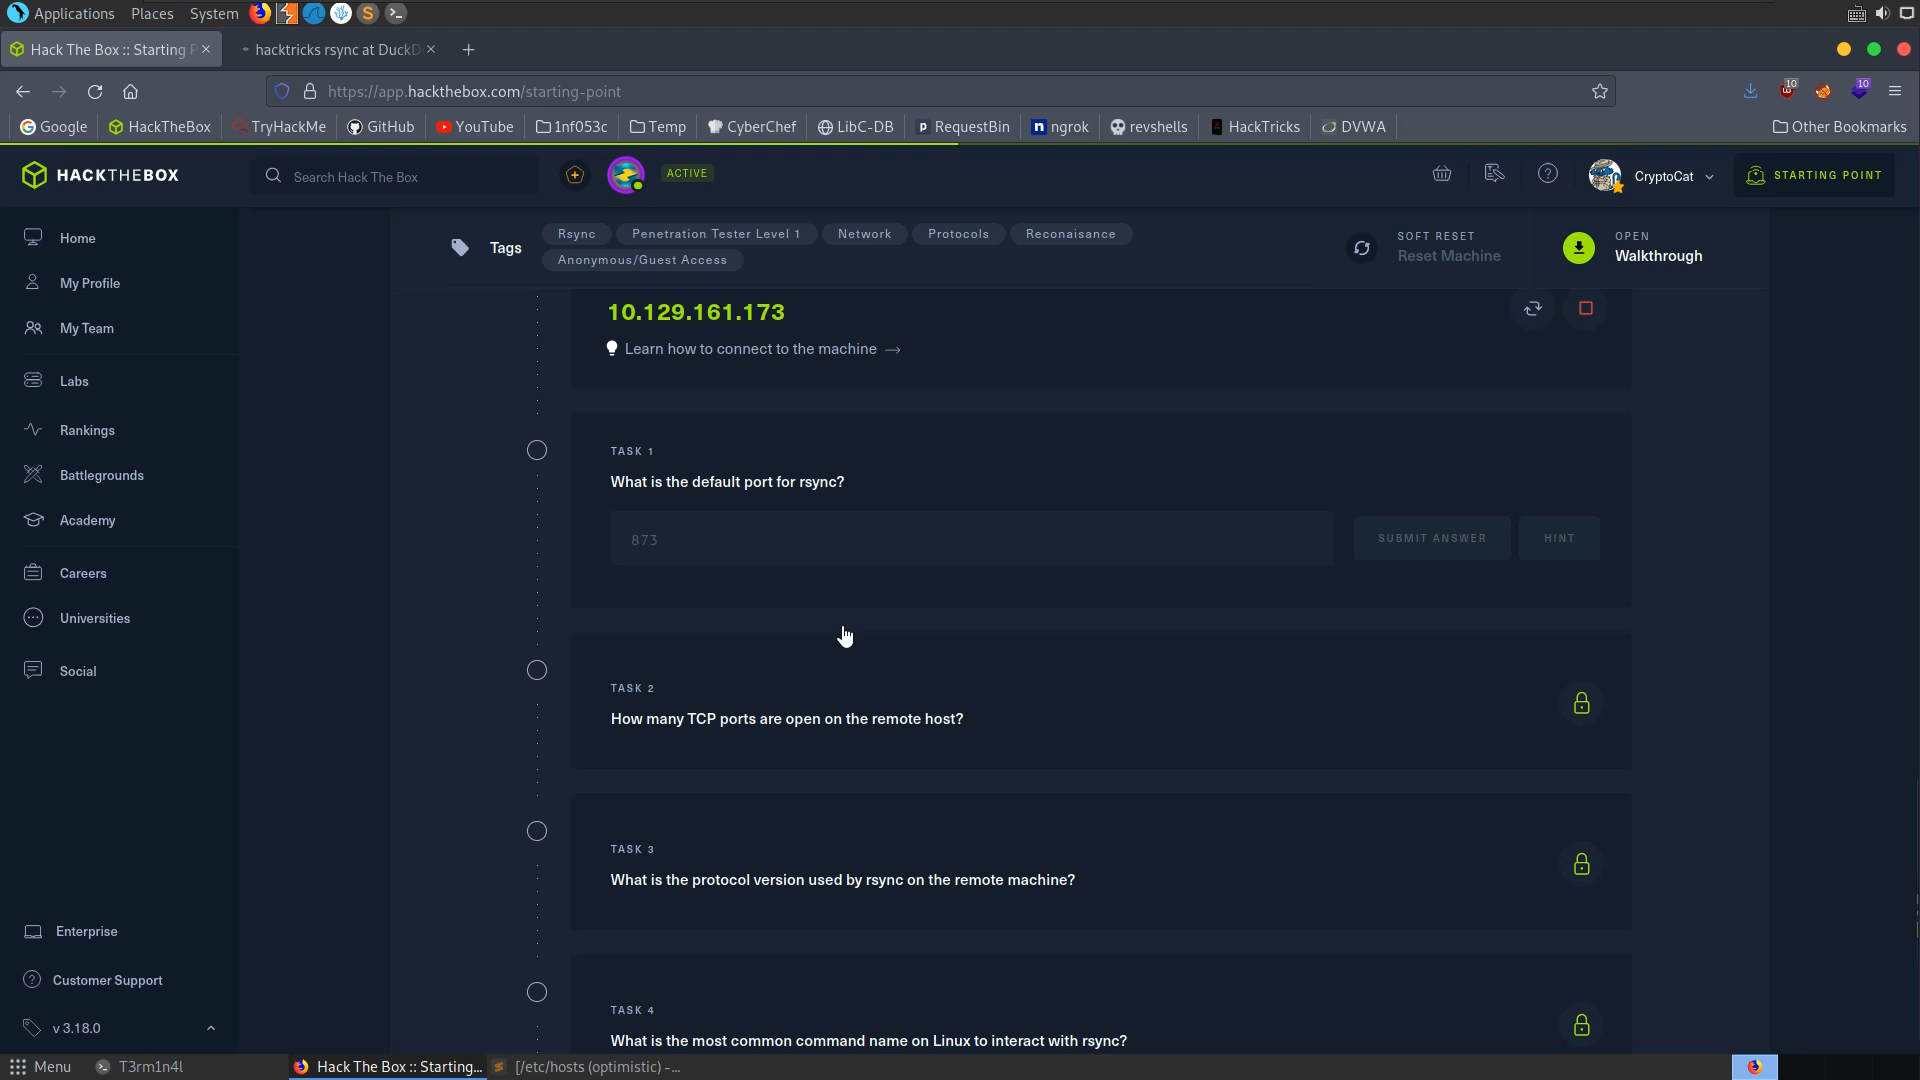 Applications Places System
Hack The Box :: Starting P
hacktricks rsync at DuckD
https://app.hackthebox.com/starting-point
10
10
Google HackTheBox TryHackMe GitHub YouTube 1nf053c Temp CyberChef LibC-DB RequestBin ngrok revshells HackTricks DVWA Other Bookmarks
HACKTHEBOX
Search Hack The Box
ACTIVE
CryptoCat
STARTING POINT
Home
My Profile
My Team
Labs
Rankings
Battlegrounds
Academy
Careers
Universities
Social
Enterprise
Customer Support
v 3.18.0
Tags
Rsync Penetration Tester Level 1 Network Protocols Reconaisance
Anonymous/Guest Access
SOFT RESET
Reset Machine
OPEN
Walkthrough
10.129.161.173
Learn how to connect to the machine →
TASK 1
What is the default port for rsync?
873
SUBMIT ANSWER
HINT
TASK 2
How many TCP ports are open on the remote host?
TASK 3
What is the protocol version used by rsync on the remote machine?
TASK 4
What is the most common command name on Linux to interact with rsync?
Menu
T3rm1n4l
Hack The Box :: Starting...
[/etc/hosts (optimistic) -...